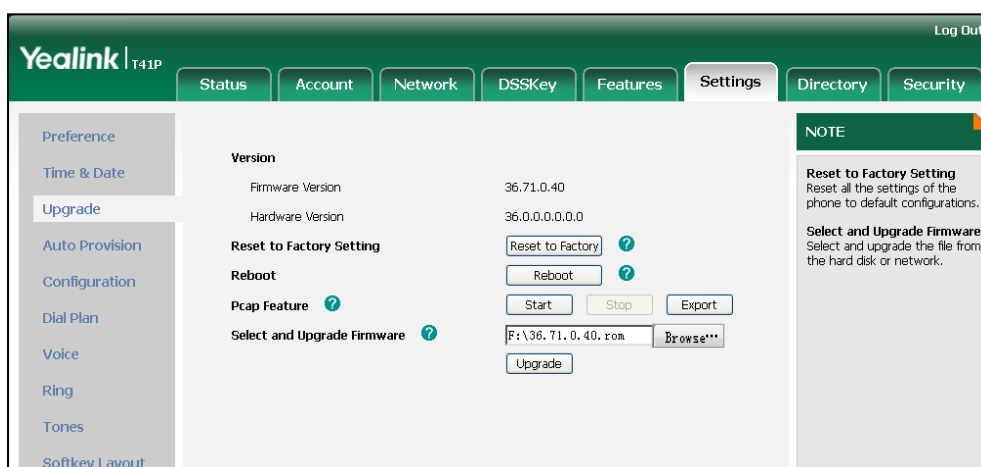 Log Out
Yealink | T41P
Status Account Network DSSKey Features Settings Directory Security
Preference
Time & Date
Upgrade
Auto Provision
Configuration
Dial Plan
Voice
Ring
Tones
Softkey Layout
Version
Firmware Version 36.71.0.40
Hardware Version 36.0.0.0.0.0.0
Reset to Factory Setting Reset to Factory ?
Reboot Reboot ?
Pcap Feature ? Start Stop Export
Select and Upgrade Firmware ? F:\36.71.0.40.rom Browse...
Upgrade
NOTE
Reset to Factory Setting
Reset all the settings of the
phone to default configurations.
Select and Upgrade Firmware
Select and upgrade the file from
the hard disk or network.